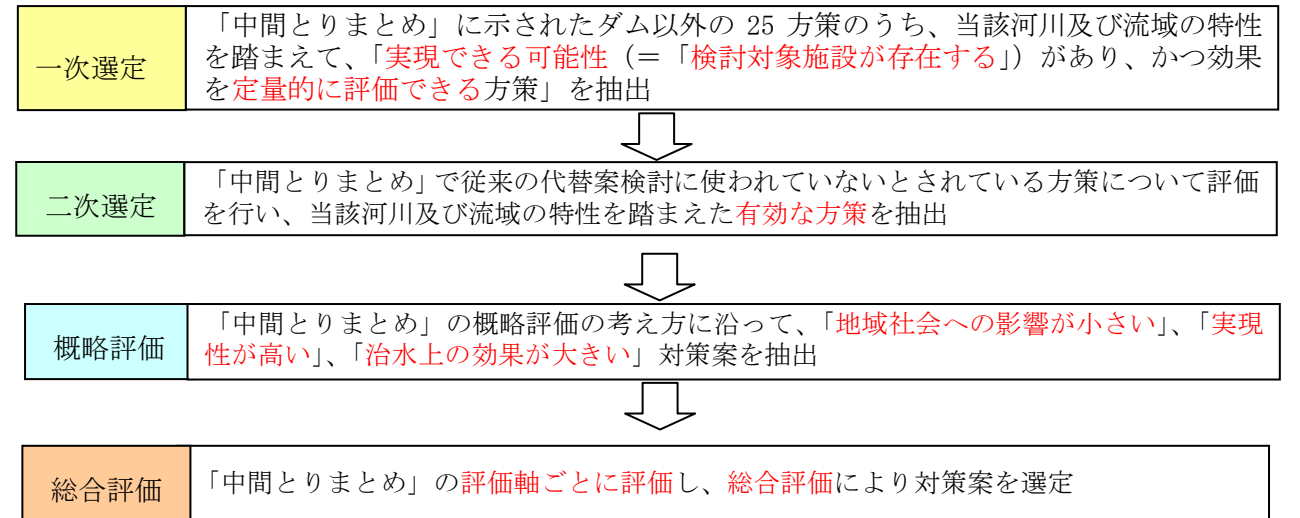 一次選定
「中間とりまとめ」に示されたダム以外の 25 方策のうち、当該河川及び流域の特性
を踏まえて、「実現できる可能性（＝「検討対象施設が存在する」）があり、かつ効果
を定量的に評価できる方策」を抽出
二次選定
「中間とりまとめ」で従来の代替案検討に使われていないとされている方策について評価
を行い、当該河川及び流域の特性を踏まえた有効な方策を抽出
概略評価
「中間とりまとめ」の概略評価の考え方に沿って、「地域社会への影響が小さい」、「実現
性が高い」、「治水上の効果が大きい」対策案を抽出
総合評価
「中間とりまとめ」の評価軸ごとに評価し、総合評価により対策案を選定